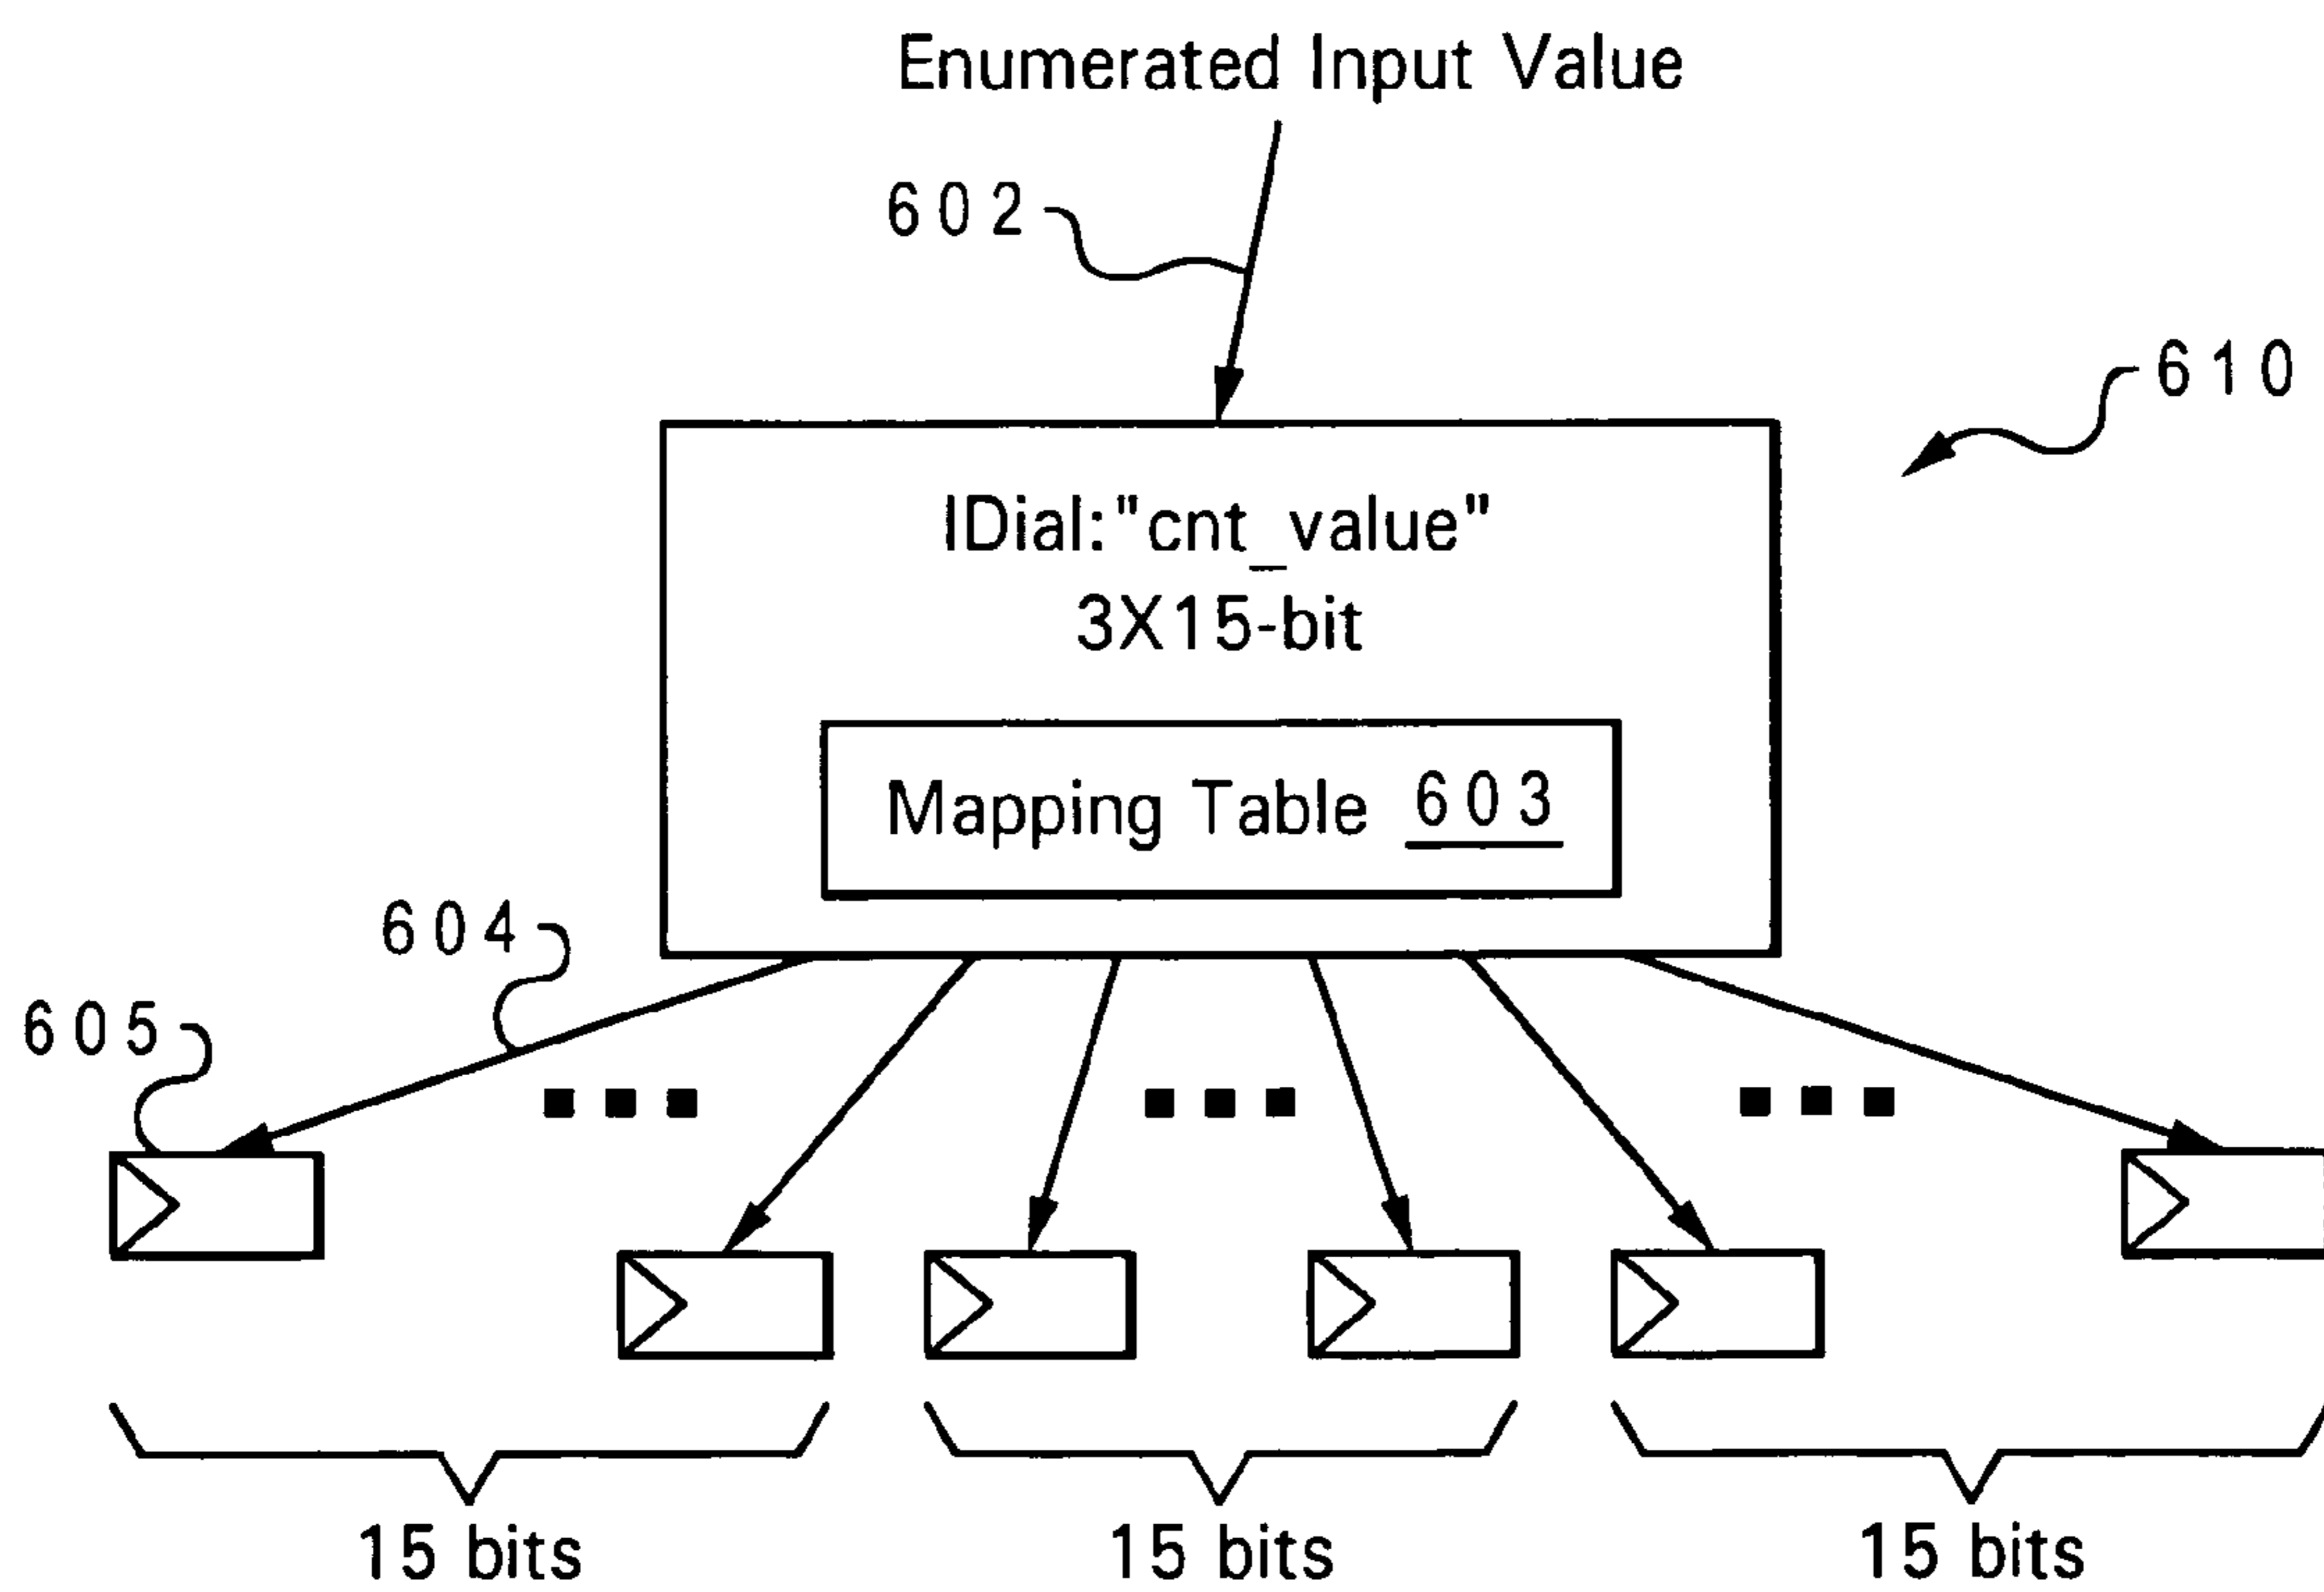 Enumerated Input Value
602
610
IDial:"cnt_value"
3X15-bit
Mapping Table 603
604
605
15 bits
15 bits
15 bits